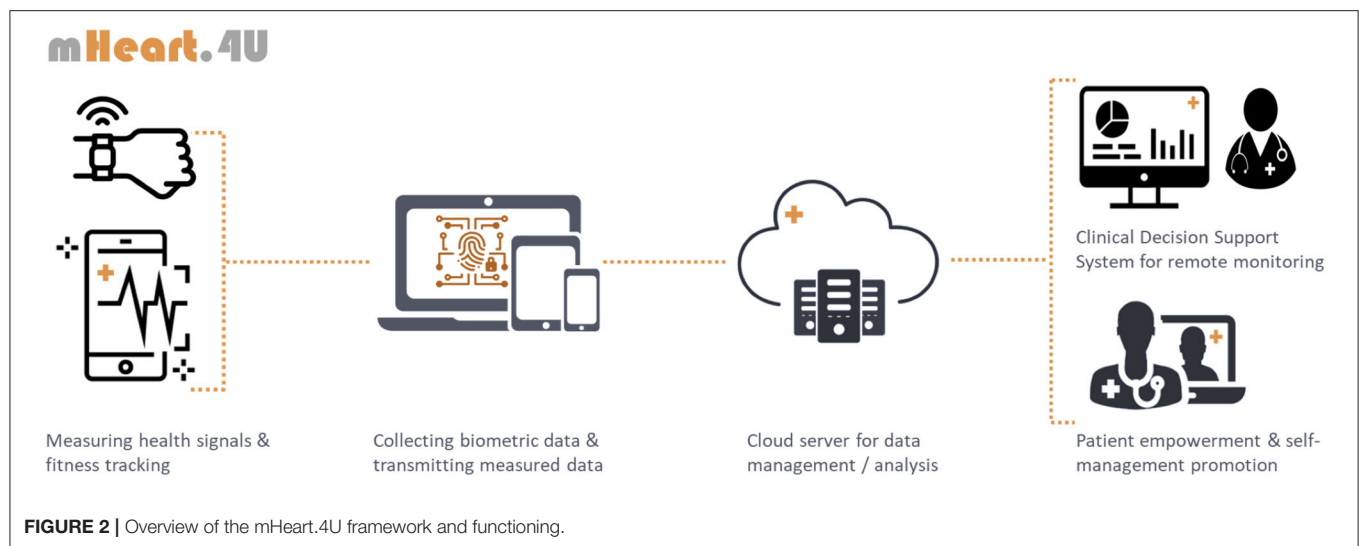 mHeart.4U
Measuring health signals &
fitness tracking
Collecting biometric data &
transmitting measured data
Cloud server for data
management / analysis
Clinical Decision Support
System for remote monitoring
Patient empowerment & self-
management promotion
FIGURE 2 | Overview of the mHeart.4U framework and functioning.